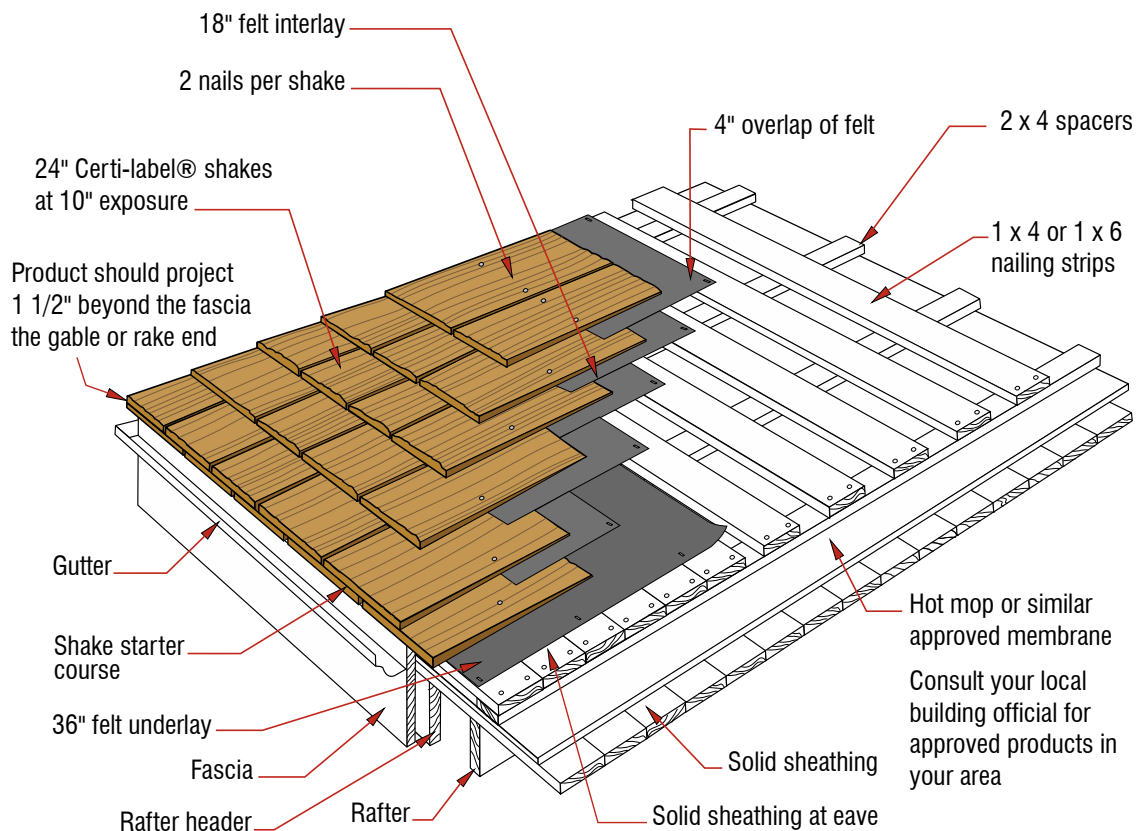 18" felt interlay
2 nails per shake
4" overlap of felt
2 x 4 spacers
24" Certi-label® shakes
at 10" exposure
1 x 4 or 1 x 6
nailing strips
Product should project
1 1/2" beyond the fascia
the gable or rake end
Gutter
Shake starter
course
36" felt underlay
Fascia
Rafter header
Rafter
Solid sheathing at eave
Solid sheathing
Hot mop or similar
approved membrane
Consult your local
building official for
approved products in
your area